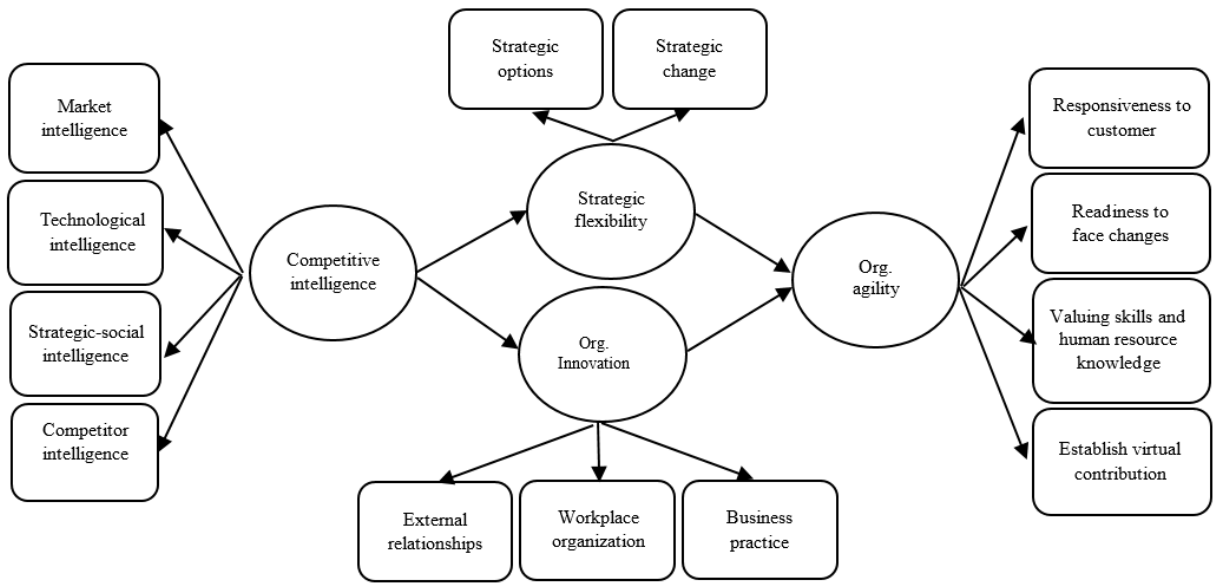 Strategic
options
Strategic
change
Market
intelligence
Technological
intelligence
Strategic-social
intelligence
Competitor
intelligence
Competitive
intelligence
Strategic
flexibility
Org.
Innovation
Org.
agility
Responsiveness to
customer
Readiness to
face changes
Valuing skills and
human resource
knowledge
Establish virtual
contribution
External
relationships
Workplace
organization
Business
practice